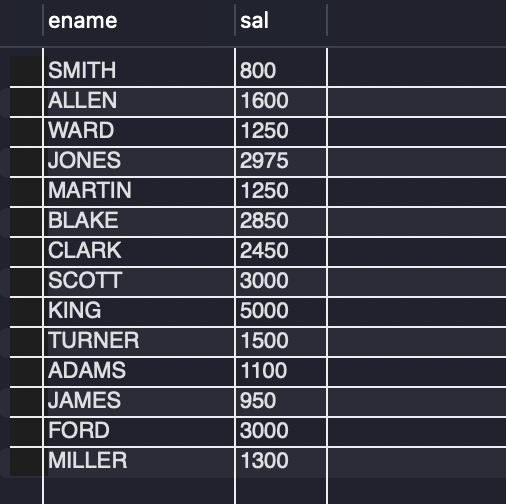 ename sal
SMITH 800
ALLEN 1600
WARD 1250
JONES 2975
MARTIN 1250
BLAKE 2850
CLARK 2450
SCOTT 3000
KING 5000
TURNER 1500
ADAMS 1100
JAMES 950
FORD 3000
MILLER 1300